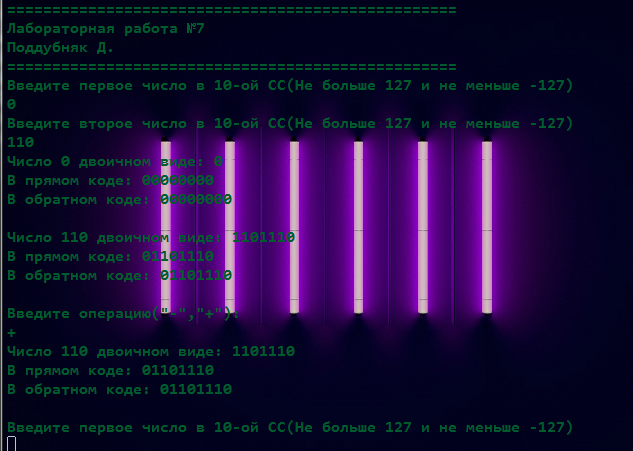 ==================================================
Лабораторная работа №7
Поддубняк Д.
==================================================
Введите первое число в 10-ой СС(Не больше 127 и не меньше -127)
0
Введите второе число в 10-ой СС(Не больше 127 и не меньше -127)
110
Число 0 двоичном виде: 0
В прямом коде: 00000000
В обратном коде: 00000000
Число 110 двоичном виде: 1101110
В прямом коде: 01101110
В обратном коде: 01101110
Введите операцию("-","+"):
+
Число 110 двоичном виде: 1101110
В прямом коде: 01101110
В обратном коде: 01101110
Введите первое число в 10-ой СС(Не больше 127 и не меньше -127)